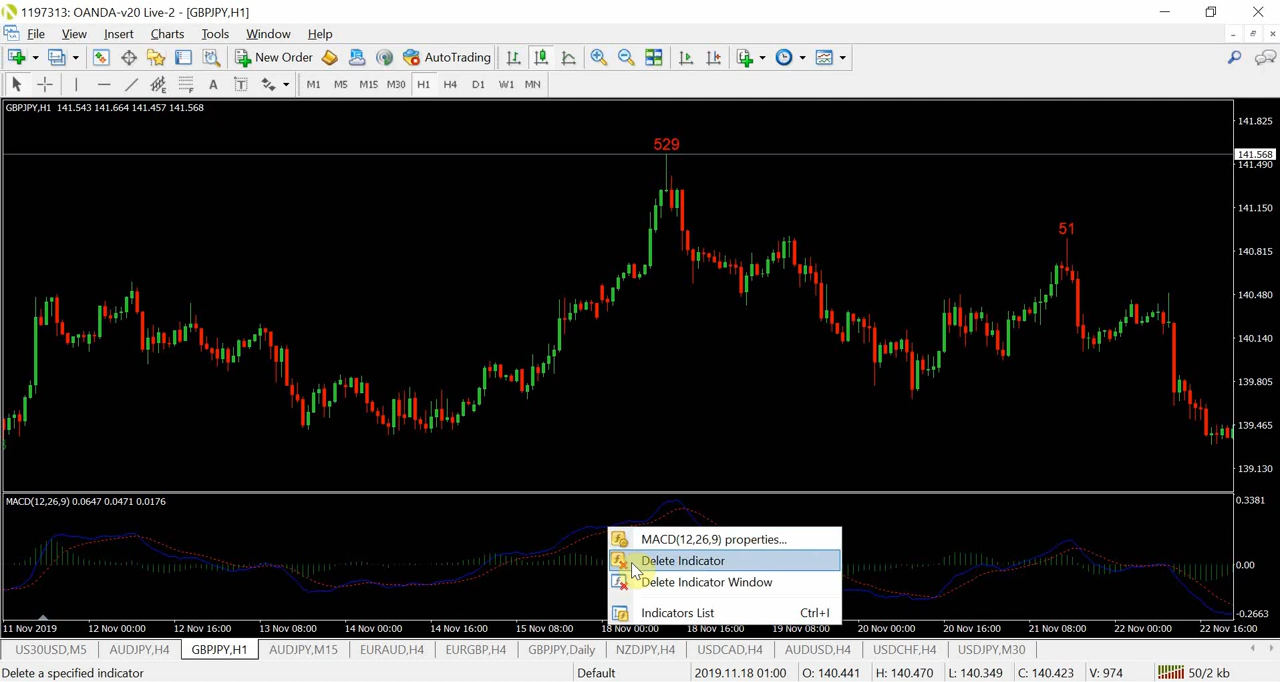 1197313: OANDA-v20 Live-2 - [GBPJPY,H1]
File View Insert Charts Tools Window Help
New Order AutoTrading
M1 M5 M15 M30 H1 H4 D1 W1 MN
GBPJPY,H1 141.543 141.664 141.457 141.568
141.825
529
141.568
141.490
141.150
51
140.815
140.480
140.140
139.805
139.465
139.130
MACD(12,26,9) 0.0647 0.0471 0.0176
0.3381
MACD(12,26,9) properties...
Delete Indicator
0.00
Delete Indicator Window
Indicators List Ctrl+I
-0.2663
11 Nov 2019 12 Nov 00:00 12 Nov 16:00 13 Nov 08:00 14 Nov 00:00 14 Nov 16:00 15 Nov 08:00 18 Nov 00:00 18 Nov 16:00 19 Nov 08:00 20 Nov 00:00 20 Nov 16:00 21 Nov 08:00 22 Nov 00:00 22 Nov 16:00
US30USD,M5 AUDJPY,H4 GBPJPY,H1 AUDJPY,M15 EURAUD,H4 EURGBP,H4 GBPJPY,Daily NZDJPY,H4 USDCAD,H4 AUDUSD,H4 USDCHF,H4 USDJPY,M30
Delete a specified indicator Default 2019.11.18 01:00 O: 140.441 H: 140.470 L: 140.349 C: 140.423 V: 974 50/2 kb